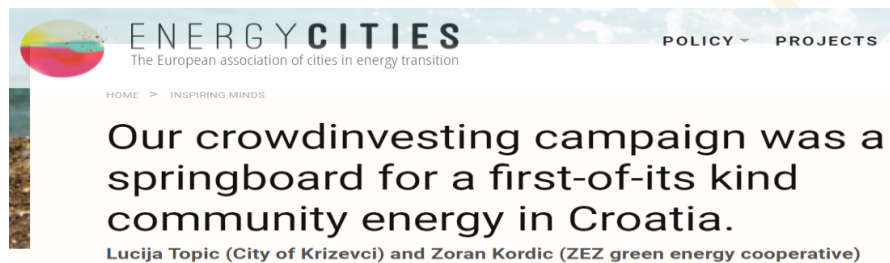 ENERGYCITIES
The European association of cities in energy transition
POLICY PROJECTS
HOME > INSPIRING MINDS
Our crowdinvesting campaign was a
springboard for a first-of-its kind
community energy in Croatia.
Lucija Topic (City of Krizevci) and Zoran Kordic (ZEZ green energy cooperative)